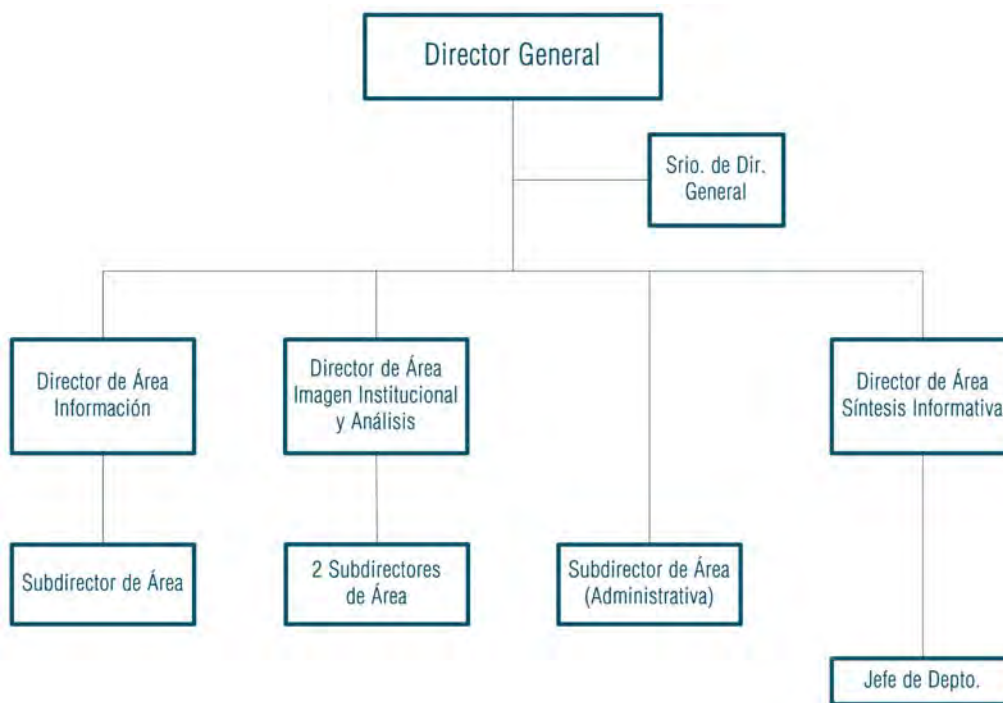 Director General
Srio. de Dir.
General
Director de Área
Información
Director de Área
Imagen Institucional
y Análisis
Director de Área
Síntesis Informativa
Subdirector de Área
2 Subdirectores
de Área
Subdirector de Área
(Administrativa)
Jefe de Depto.